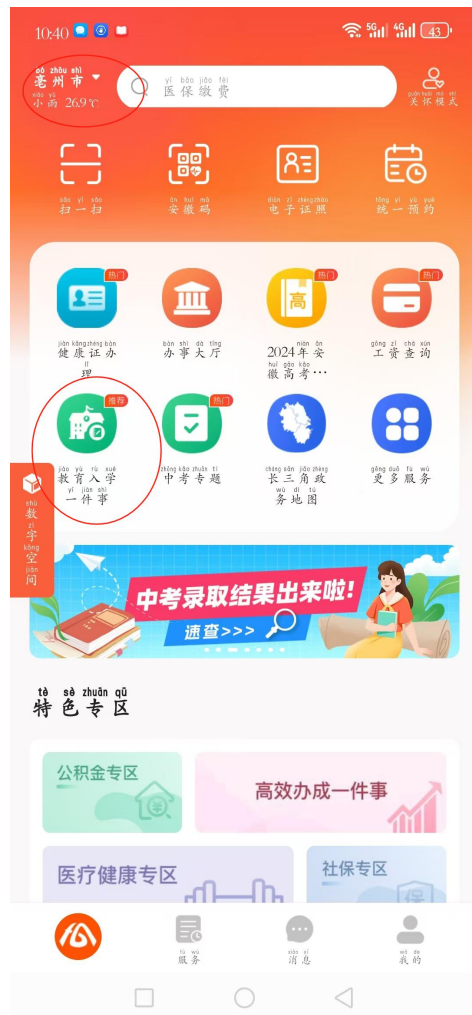 10:40 5G 4G 43
bó zhōu shì
亳州市
xiǎo yǔ
小雨 26.9℃
yī bǎo jiǎo fèi
医保缴费
guān huái mó shì
关怀模式
sǎo yī sǎo
扫一扫
ān huī mǎ
安徽码
diàn zǐ zhèng zhào
电子证照
tǒng yī yù yuē
统一预约
热门
热门
热门
高
jiàn kāng zhèng bàn
健康证办
lǐ
理
bàn shì dà tīng
办事大厅
nián ān
2024年安
huī gāo kǎo
徽高考…
gōng zī chá xún
工资查询
推荐
热门
jiào yù rù xué
教育入学
yī jiàn shì
一件事
zhōng kǎo zhuān tí
中考专题
cháng sān jiǎo zhèng
长三角政
wù dì tú
务地图
gèng duō fú wù
更多服务
shù
数
zì
字
kōng
空
jiān
间
中考录取结果出来啦!
速查>>>
tè sè zhuān qū
特色专区
公积金专区
高效办成一件事
医疗健康专区
社保专区
保
fú wù
服务
xiāo xī
消息
wǒ de
我的